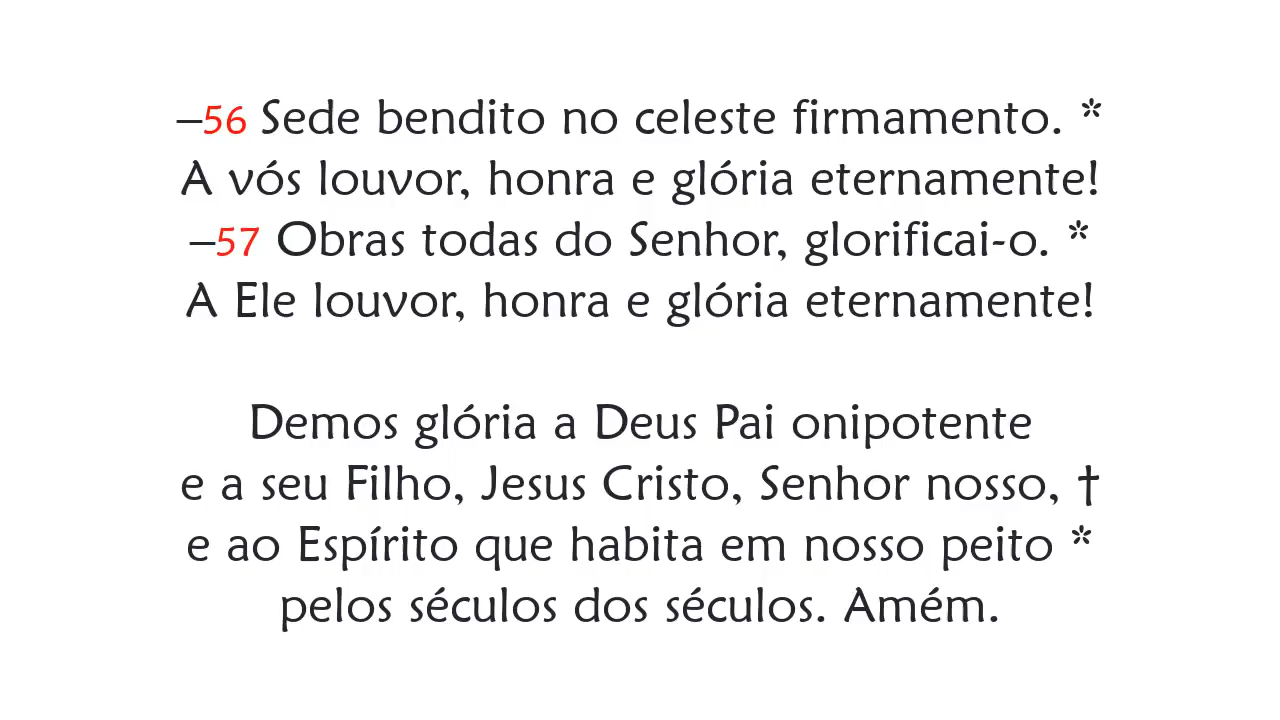 –56 Sede bendito no celeste firmamento. *
A vós louvor, honra e glória eternamente!
–57 Obras todas do Senhor, glorificai-o. *
A Ele louvor, honra e glória eternamente!
Demos glória a Deus Pai onipotente
e a seu Filho, Jesus Cristo, Senhor nosso, †
e ao Espírito que habita em nosso peito *
pelos séculos dos séculos. Amém.